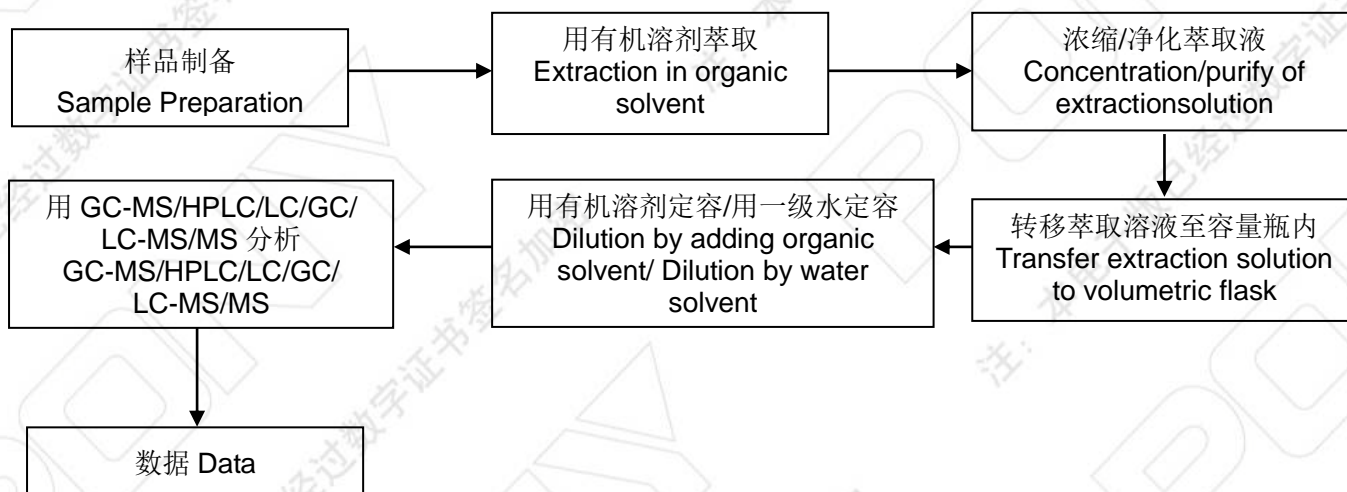 样品制备
Sample Preparation
用有机溶剂萃取
Extraction in organic
solvent
浓缩/净化萃取液
Concentration/purify of
extractionsolution
转移萃取溶液至容量瓶内
Transfer extraction solution
to volumetric flask
用有机溶剂定容/用一级水定容
Dilution by adding organic
solvent/ Dilution by water
solvent
用 GC-MS/HPLC/LC/GC/
LC-MS/MS 分析
GC-MS/HPLC/LC/GC/
LC-MS/MS
数据 Data